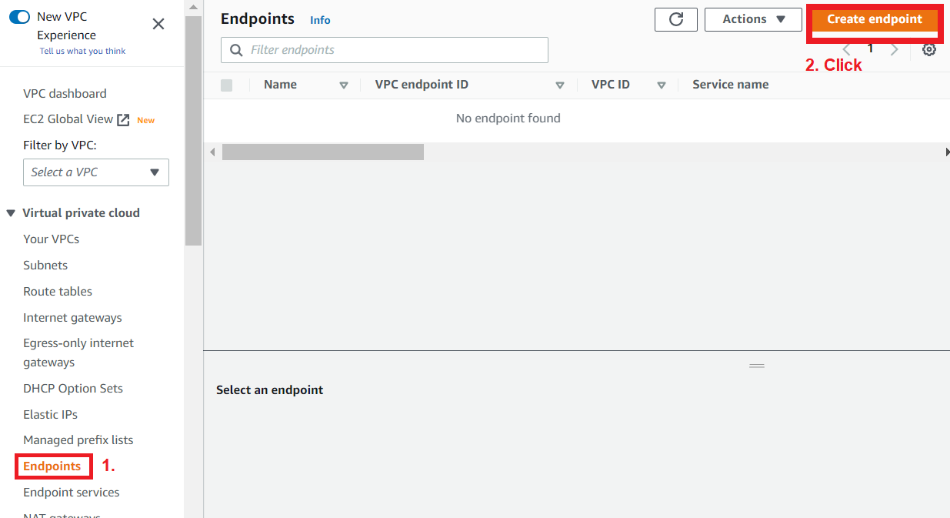 New VPC
Experience
Tell us what you think
VPC dashboard
EC2 Global View New
Filter by VPC:
Select a VPC
Virtual private cloud
Your VPCs
Subnets
Route tables
Internet gateways
Egress-only internet
gateways
DHCP Option Sets
Elastic IPs
Managed prefix lists
Endpoints 1.
Endpoint services
NAT gateways
Endpoints Info
Actions
Create endpoint
Filter endpoints
1
2. Click
Name VPC endpoint ID VPC ID Service name
No endpoint found
Select an endpoint